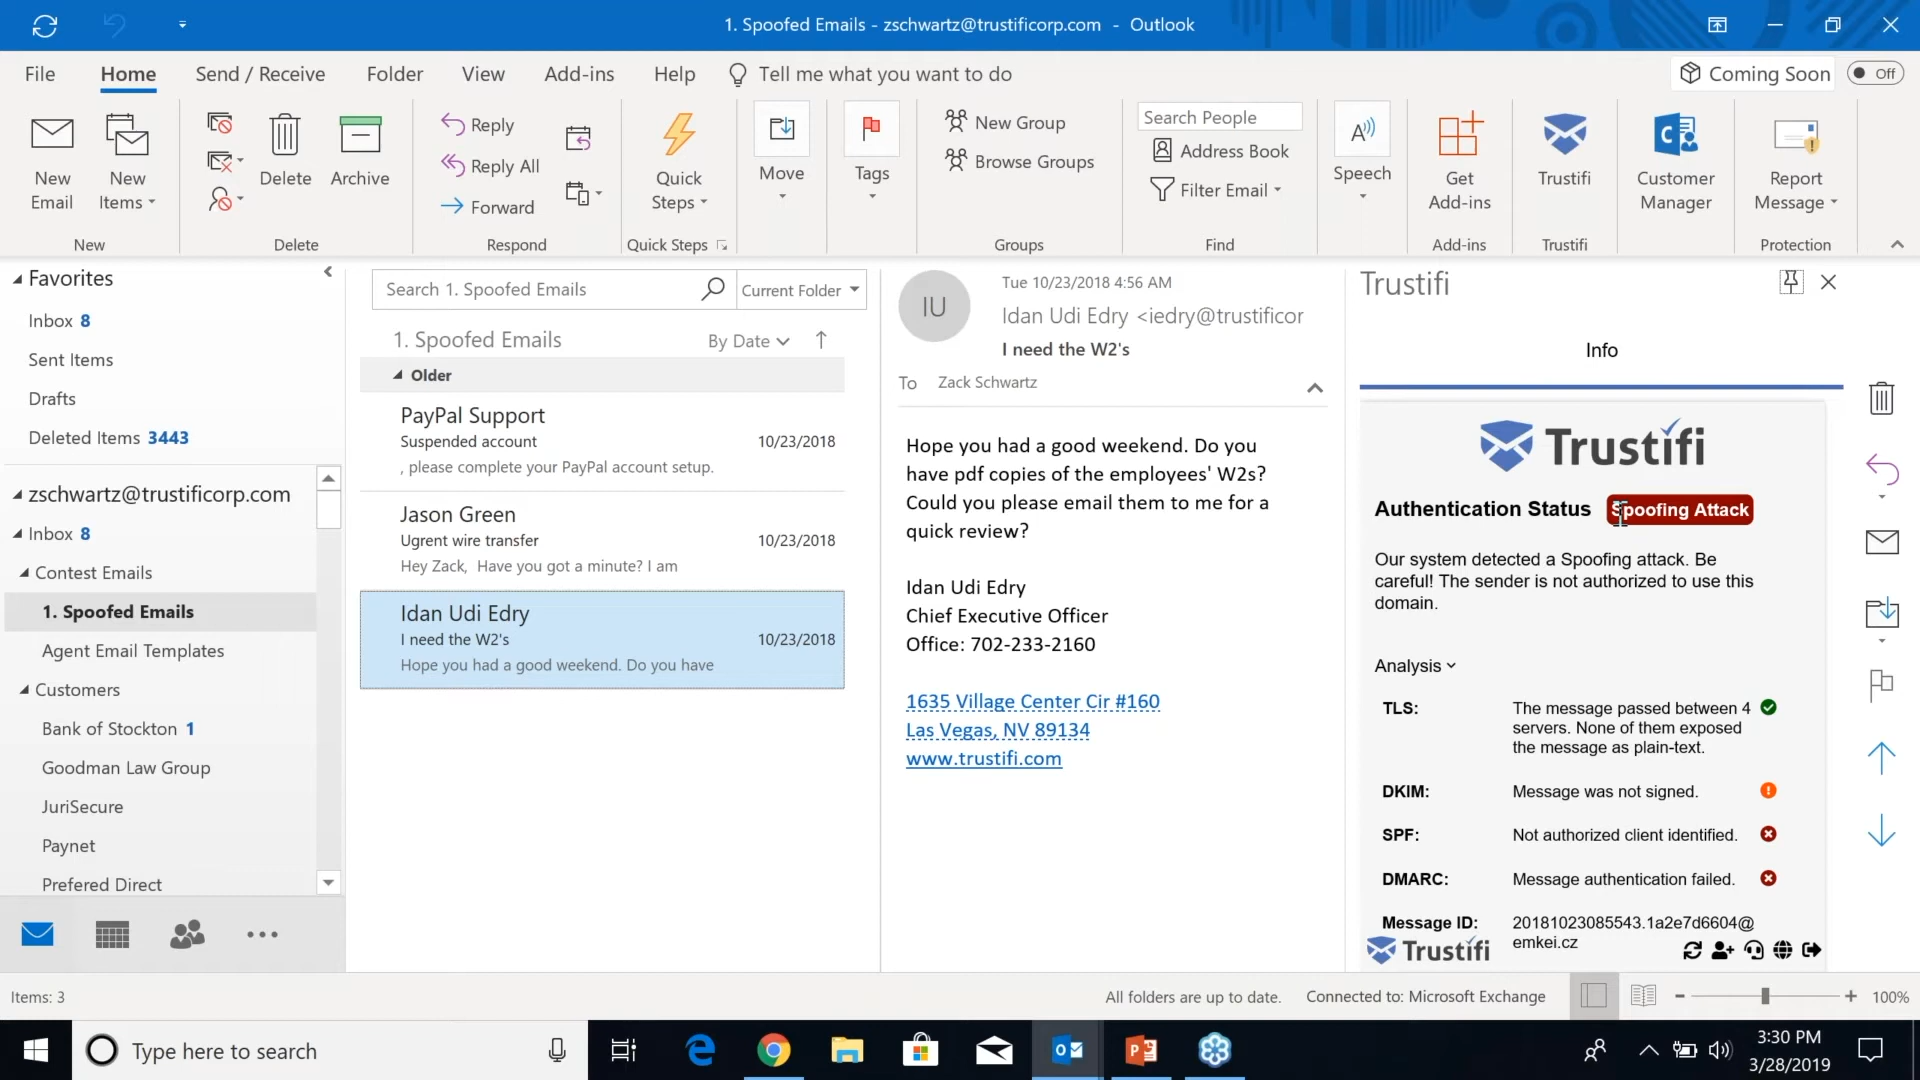 1. Spoofed Emails - zschwartz@trustificorp.com - Outlook
File Home Send / Receive Folder View Add-ins Help Tell me what you want to do Coming Soon Off
New Email
New Items
New
Delete
Archive
Delete
Reply
Reply All
Forward
Respond
Quick Steps
Quick Steps
Move
Tags
New Group
Browse Groups
Groups
Search People
Address Book
Filter Email
Find
Speech
Get Add-ins
Add-ins
Trustifi
Trustifi
Customer Manager
Report Message
Protection
Favorites
Inbox 8
Sent Items
Drafts
Deleted Items 3443
zschwartz@trustificorp.com
Inbox 8
Contest Emails
1. Spoofed Emails
Agent Email Templates
Customers
Bank of Stockton 1
Goodman Law Group
JuriSecure
Paynet
Prefered Direct
Search 1. Spoofed Emails
Current Folder
1. Spoofed Emails By Date
Older
PayPal Support
Suspended account 10/23/2018
, please complete your PayPal account setup.
Jason Green
Ugrent wire transfer 10/23/2018
Hey Zack, Have you got a minute? I am
Idan Udi Edry
I need the W2's 10/23/2018
Hope you had a good weekend. Do you have
IU
Tue 10/23/2018 4:56 AM
Idan Udi Edry <iedry@trustificor
I need the W2's
To Zack Schwartz
Hope you had a good weekend. Do you
have pdf copies of the employees' W2s?
Could you please email them to me for a
quick review?
Idan Udi Edry
Chief Executive Officer
Office: 702-233-2160
1635 Village Center Cir #160
Las Vegas, NV 89134
www.trustifi.com
Trustifi
Info
Trustifi
Authentication Status Spoofing Attack
Our system detected a Spoofing attack. Be
careful! The sender is not authorized to use this
domain.
Analysis
TLS: The message passed between 4
servers. None of them exposed
the message as plain-text.
DKIM: Message was not signed.
SPF: Not authorized client identified.
DMARC: Message authentication failed.
Message ID: 20181023085543.1a2e7d6604@
emkei.cz
Trustifi
Items: 3
All folders are up to date. Connected to: Microsoft Exchange 100%
Type here to search
3:30 PM
3/28/2019